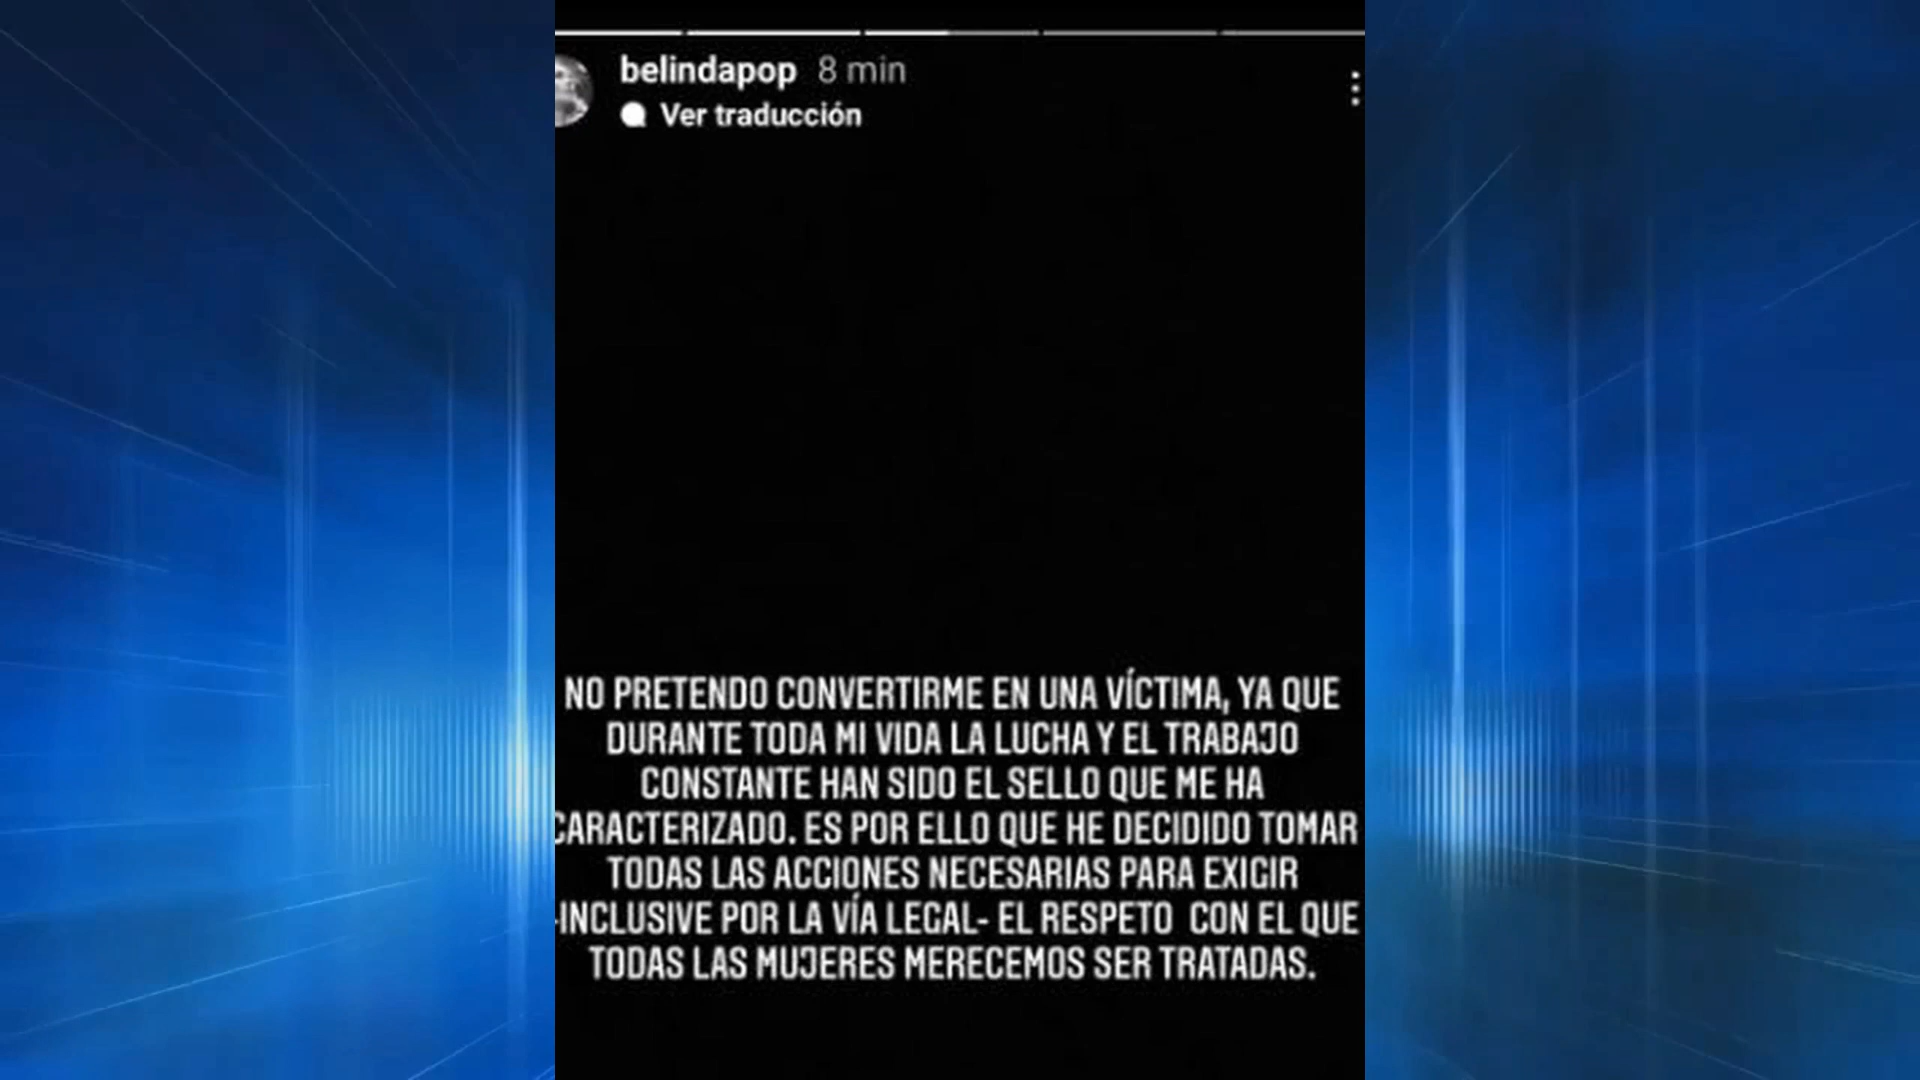 belindapop 8 min
Ver traducción
NO PRETENDO CONVERTIRME EN UNA VÍCTIMA, YA QUE
DURANTE TODA MI VIDA LA LUCHA Y EL TRABAJO
CONSTANTE HAN SIDO EL SELLO QUE ME HA
CARACTERIZADO. ES POR ELLO QUE HE DECIDIDO TOMAR
TODAS LAS ACCIONES NECESARIAS PARA EXIGIR
-INCLUSIVE POR LA VÍA LEGAL- EL RESPETO CON EL QUE
TODAS LAS MUJERES MERECEMOS SER TRATADAS.